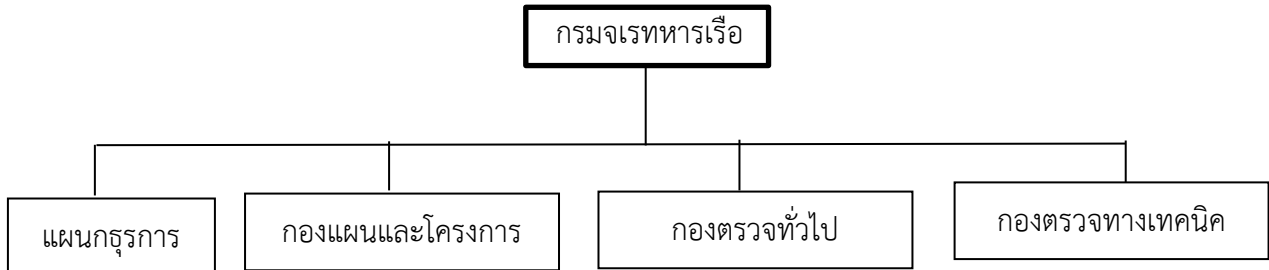 กรมจเรทหารเรือ
แผนกธุรการ
กองแผนและโครงการ
กองตรวจทั่วไป
กองตรวจทางเทคนิค